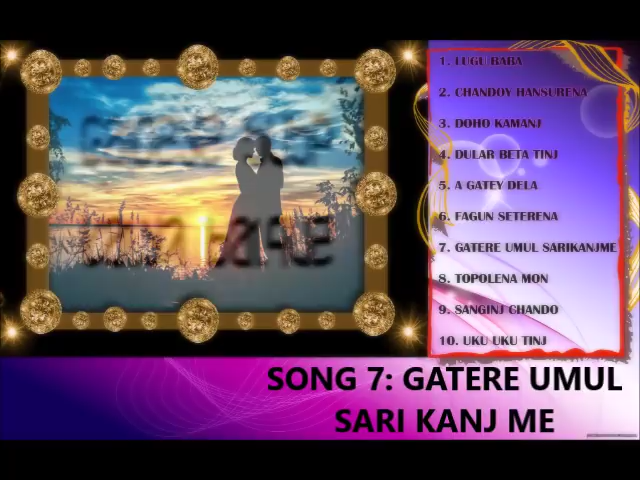 1. LUGU BABA
2. CHANDOY HANSURENA
3. DOHO KAMANJ
4. DULAR BETA TINJ
5. A GATEY DELA
6. FAGUN SETERENA
7. GATERE UMUL SARIKANJME
8. TOPOLENA MON
9. SANGINJ CHANDO
10. UKU UKU TINJ
SONG 7: GATERE UMUL
SARI KANJ ME